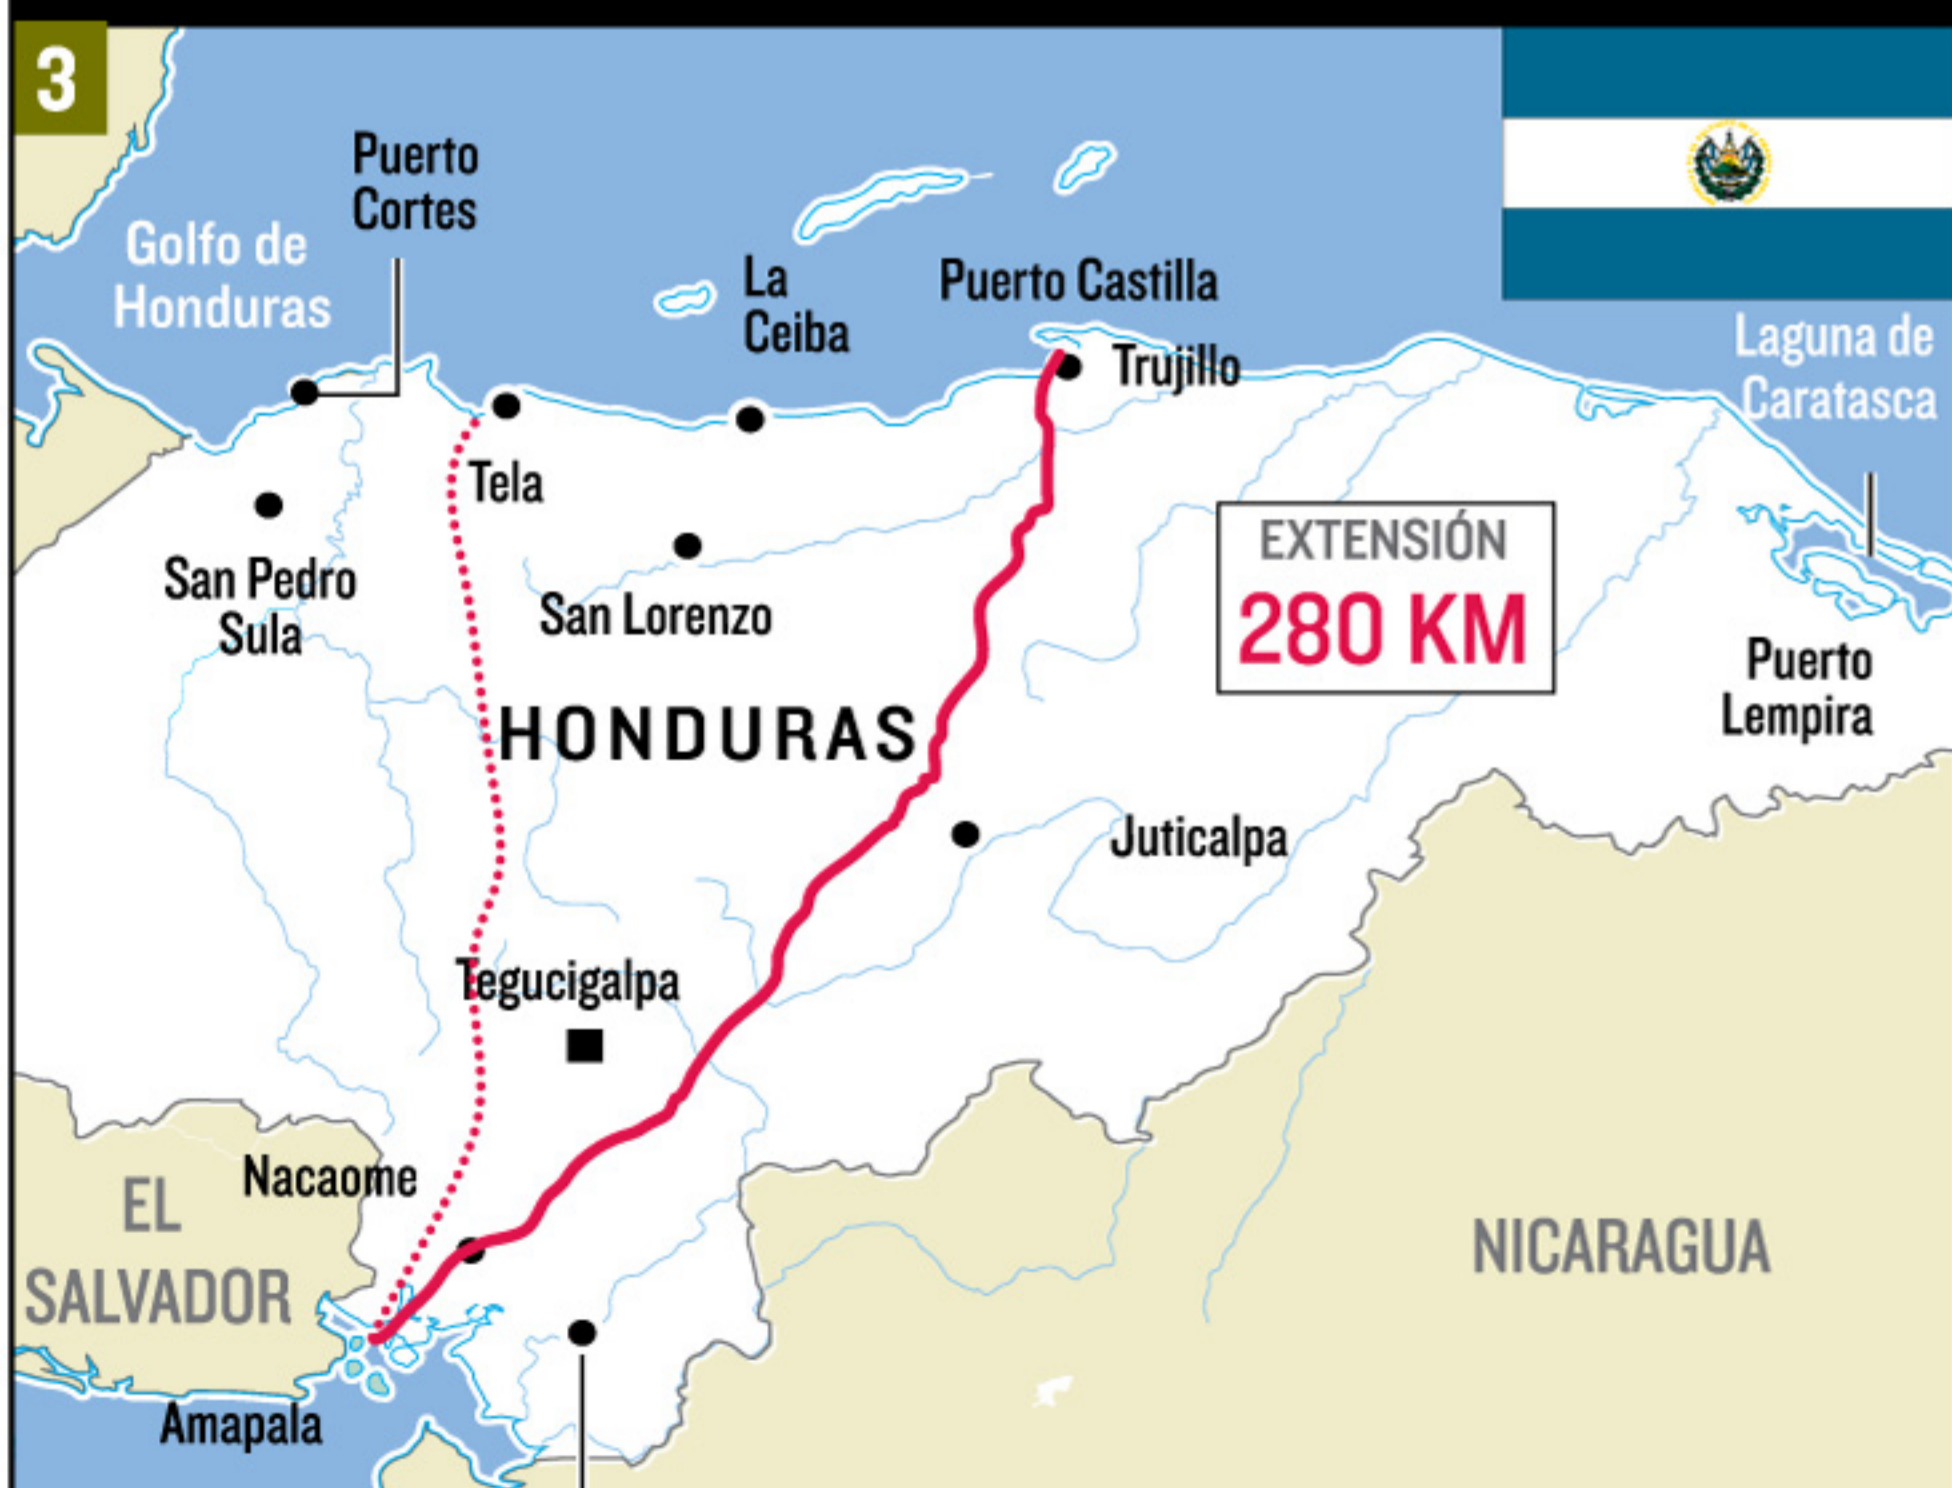 3
Puerto
Cortes
Golfo de
Honduras
La
Ceiba
Puerto Castilla
Trujillo
Laguna de
Caratasca
Tela
San Pedro
Sula
San Lorenzo
EXTENSIÓN
280 KM
Puerto
Lempira
HONDURAS
Juticalpa
Tegucigalpa
Nacaome
EL
SALVADOR
NICARAGUA
Amapala